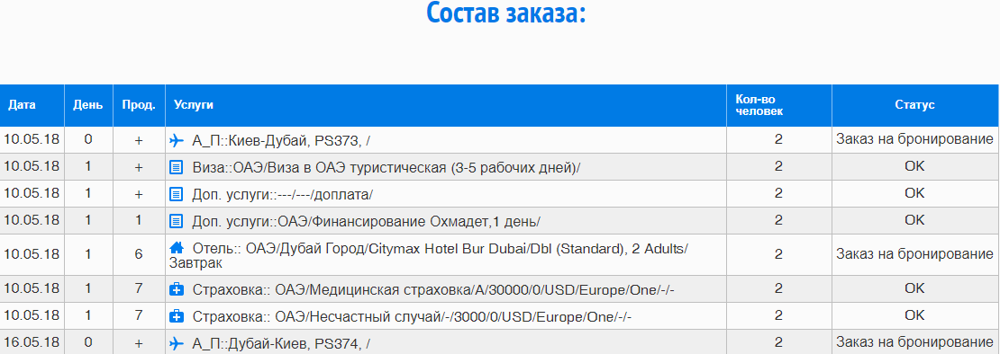 Состав заказа:
Дата День Прод. Услуги Кол-во человек Статус
10.05.18 0 + А_П::Киев-Дубай, PS373, / 2 Заказ на бронирование
10.05.18 1 + Виза::ОАЭ/Виза в ОАЭ туристическая (3-5 рабочих дней)/ 2 OK
10.05.18 1 + Доп. услуги::---/---/доплата/ 2 OK
10.05.18 1 1 Доп. услуги::ОАЭ/Финансирование Охмадет,1 день/ 2 OK
10.05.18 1 6 Отель:: ОАЭ/Дубай Город/Citymax Hotel Bur Dubai/Dbl (Standard), 2 Adults/ 2 Заказ на бронирование
Завтрак
10.05.18 1 7 Страховка:: ОАЭ/Медицинская страховка/A/30000/0/USD/Europe/One/-/- 2 OK
10.05.18 1 7 Страховка:: ОАЭ/Несчастный случай/-/3000/0/USD/Europe/One/-/- 2 OK
16.05.18 0 + А_П::Дубай-Киев, PS374, / 2 Заказ на бронирование